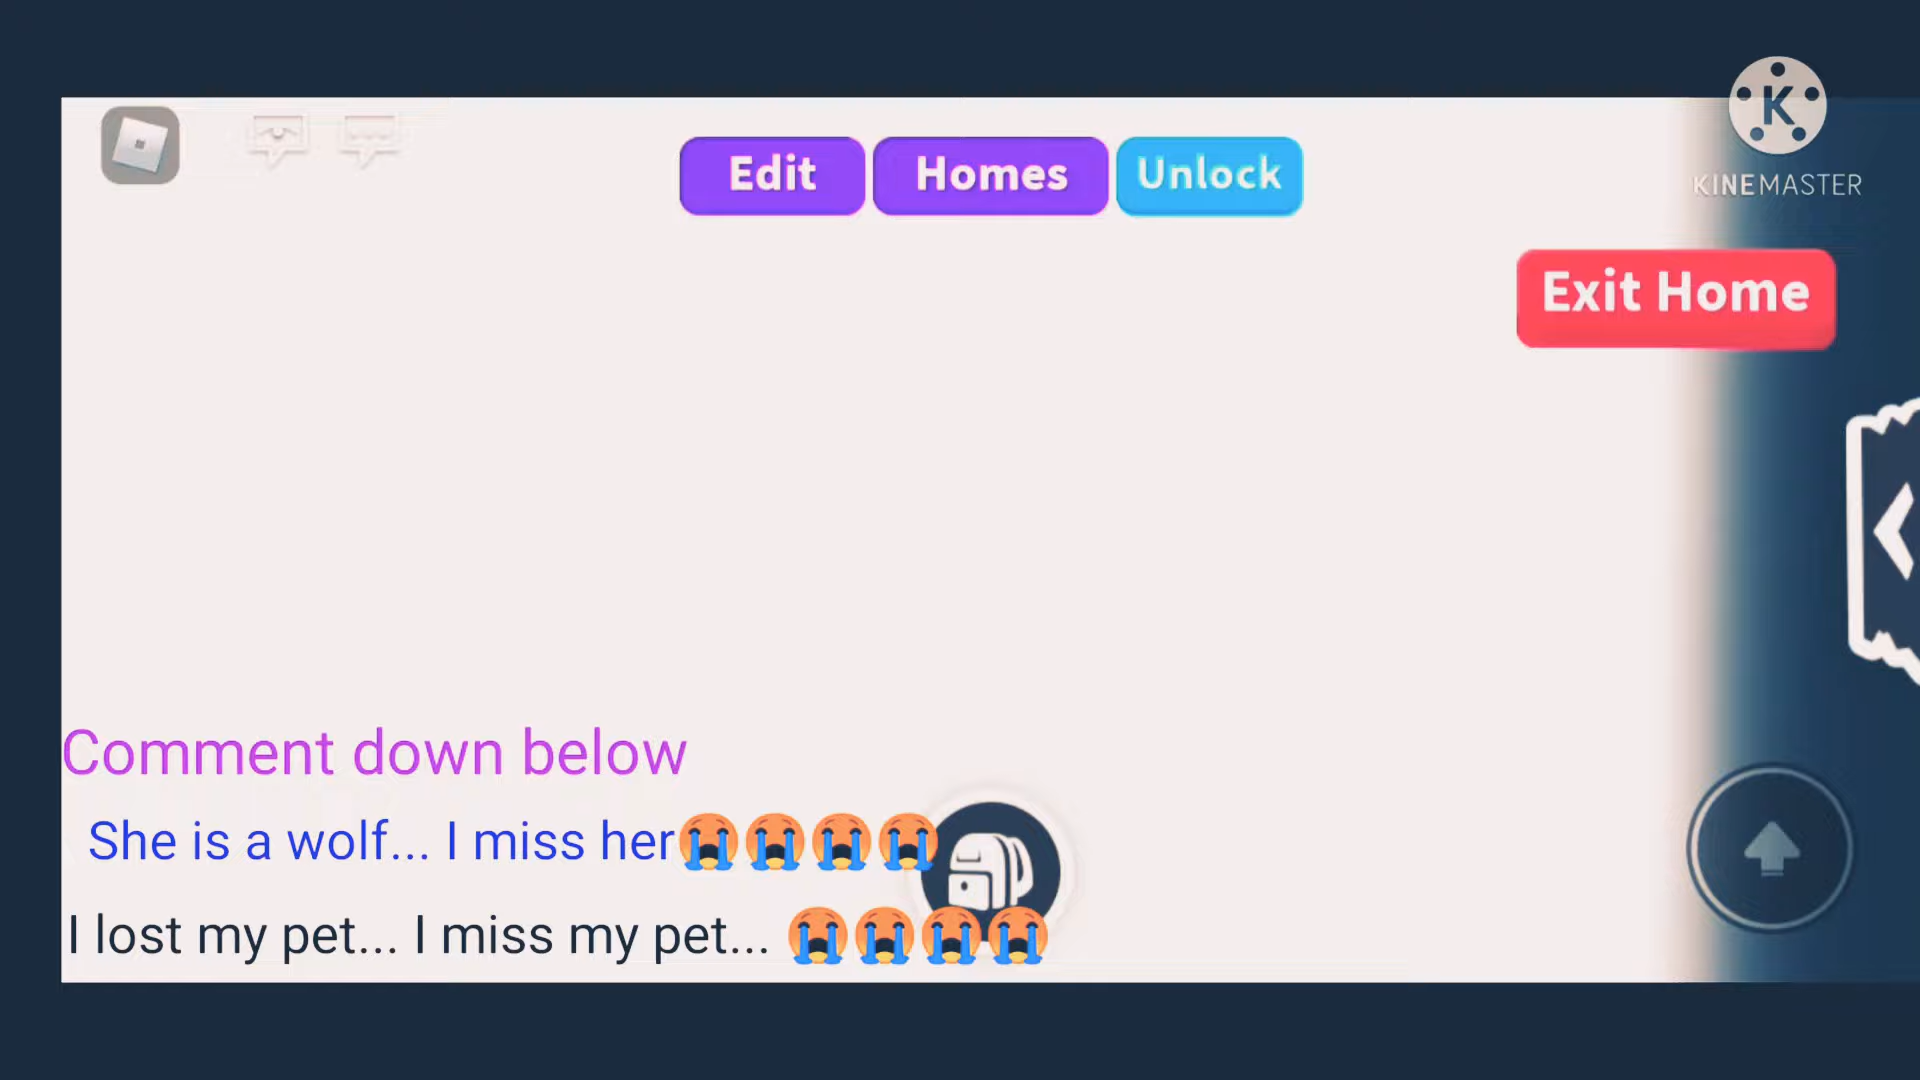 K
KINEMASTER
Edit Homes Unlock
Exit Home
Comment down below
She is a wolf... I miss her😭😭😭😭
I lost my pet... I miss my pet... 😭😭😭😭